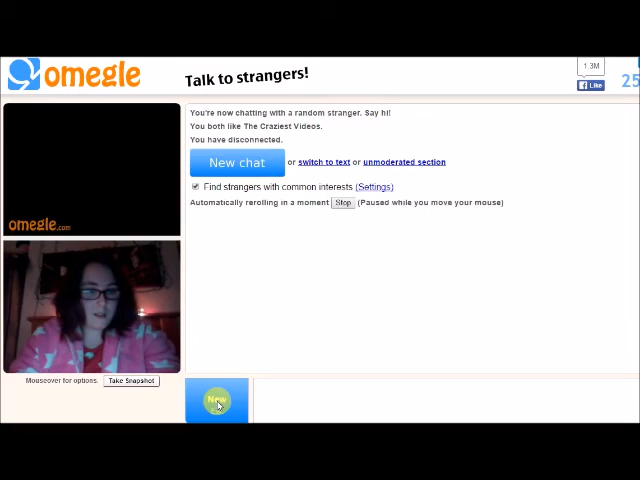 omegle
Talk to strangers!
1.3M
Like
25
You're now chatting with a random stranger. Say hi!
You both like The Craziest Videos.
You have disconnected.
New chat or switch to text or unmoderated section
Find strangers with common interests (Settings)
Automatically rerolling in a moment Stop (Paused while you move your mouse)
omegle.com
Mouseover for options. Take Snapshot
New